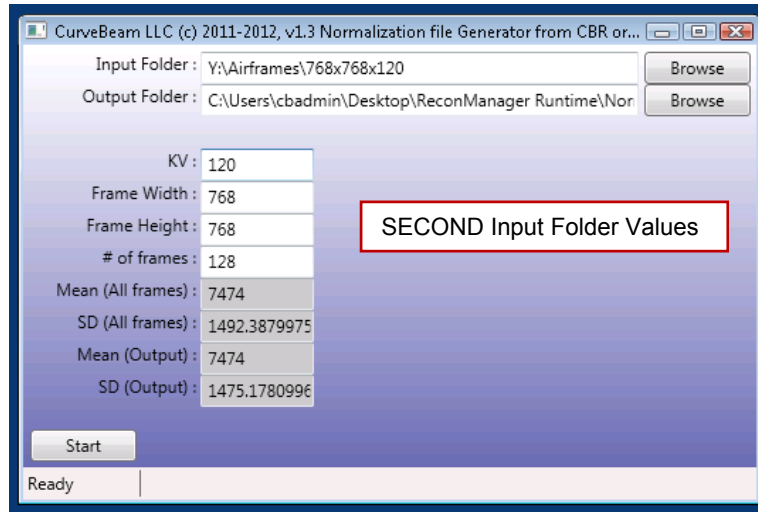 CurveBeam LLC (c) 2011-2012, v1.3 Normalization file Generator from CBR or...
Input Folder : Y:\Airframes\768x768x120 Browse
Output Folder : C:\Users\cbadmin\Desktop\ReconManager Runtime\Nor Browse
KV : 120
Frame Width : 768
Frame Height : 768
SECOND Input Folder Values
# of frames : 128
Mean (All frames) : 7474
SD (All frames) : 1492.3879975
Mean (Output) : 7474
SD (Output) : 1475.1780996
Start
Ready